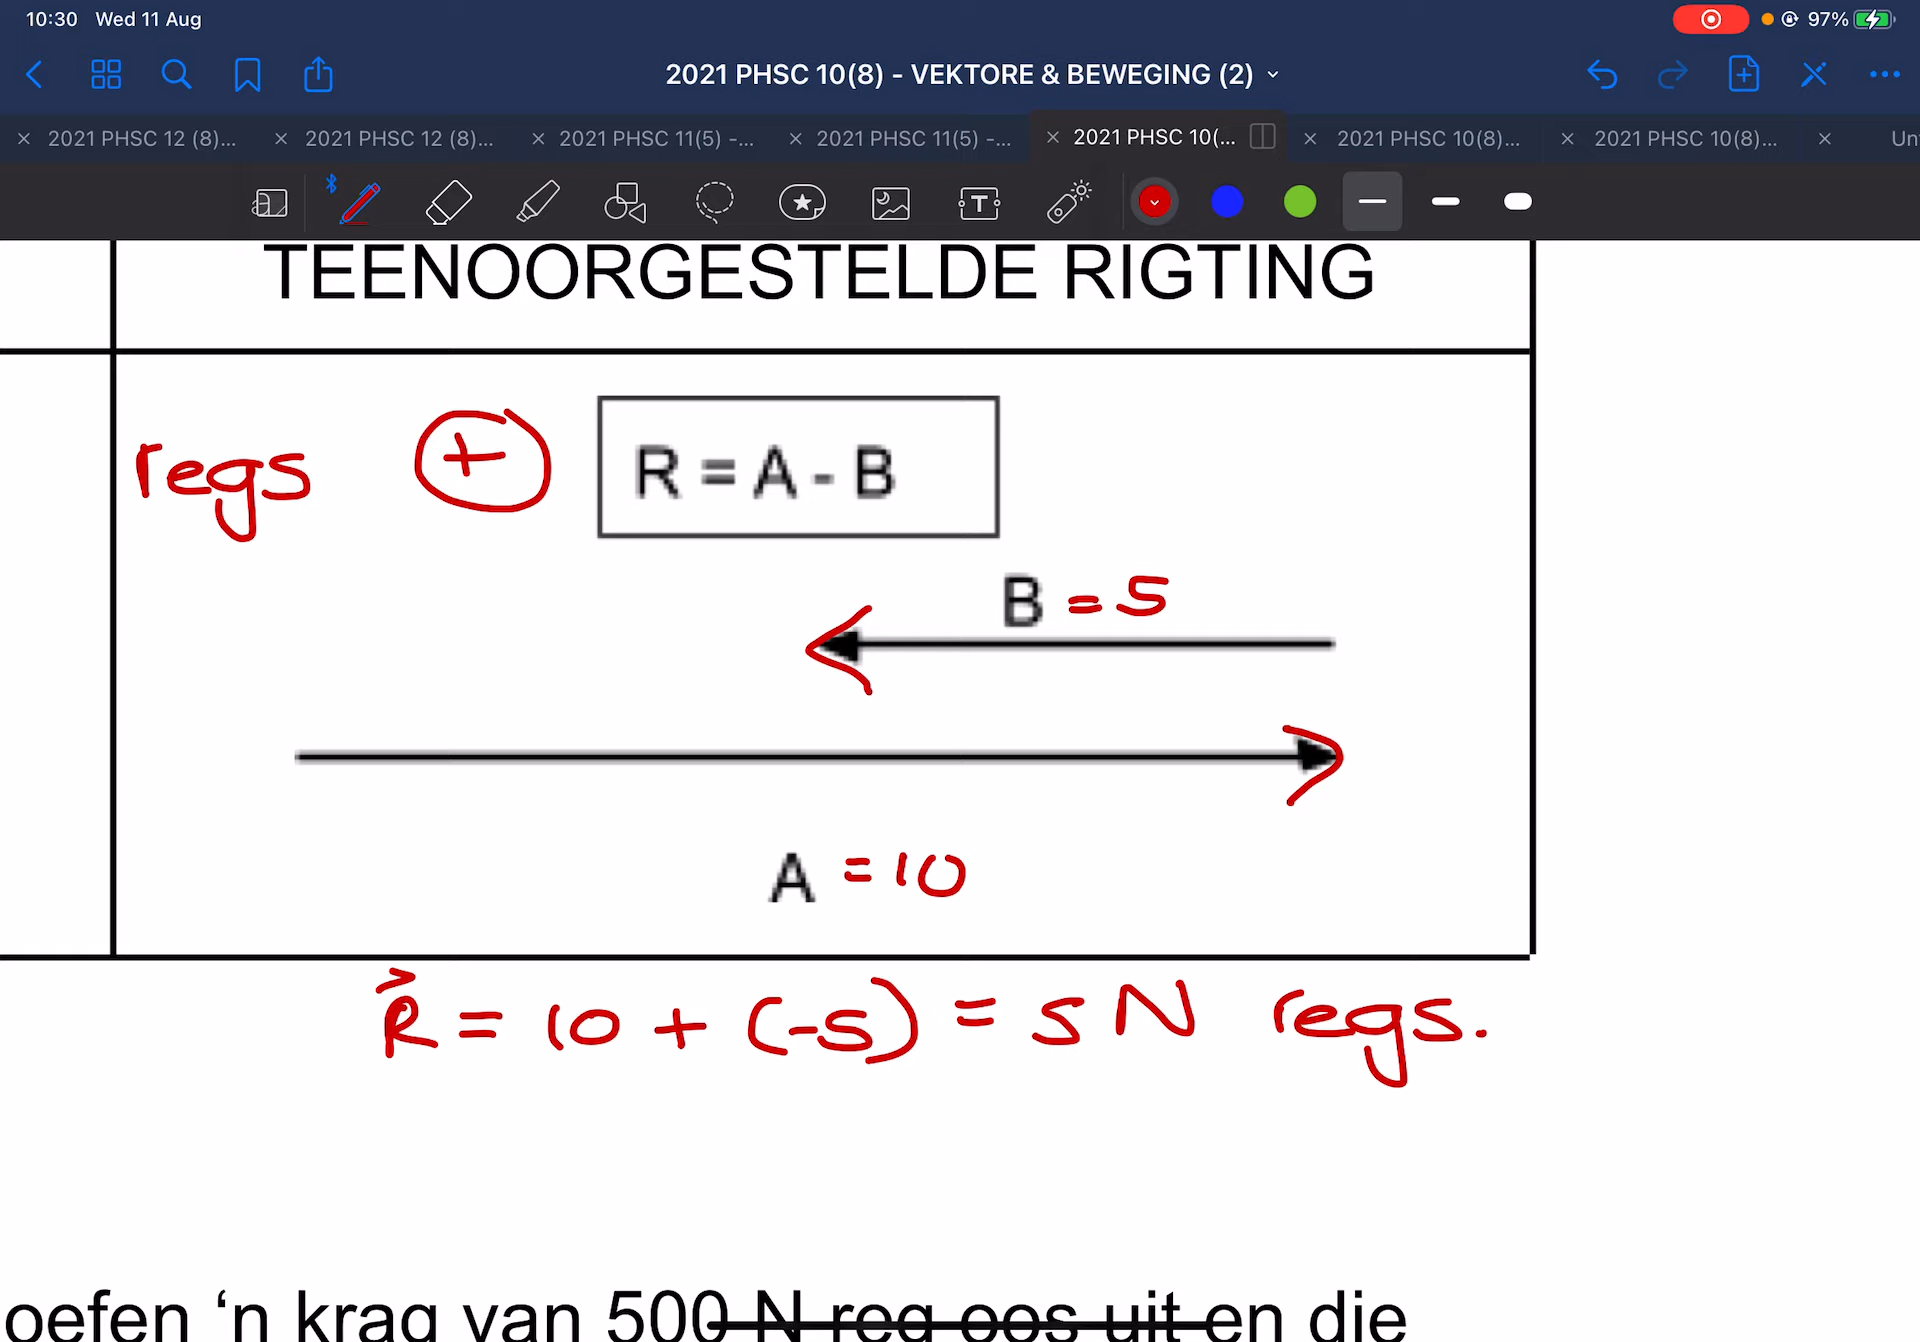 10:30 Wed 11 Aug 97%
2021 PHSC 10(8) - VEKTORE & BEWEGING (2)
2021 PHSC 12 (8)... 2021 PHSC 12 (8)... 2021 PHSC 11(5) -... 2021 PHSC 11(5) -... 2021 PHSC 10(... 2021 PHSC 10(8)... 2021 PHSC 10(8)... Un
TEENOORGESTELDE RIGTING
regs + R = A - B
B = 5
A = 10
R = 10 + (-5) = 5 N regs.
oefen ‘n krag van 500 N reg oos uit en die